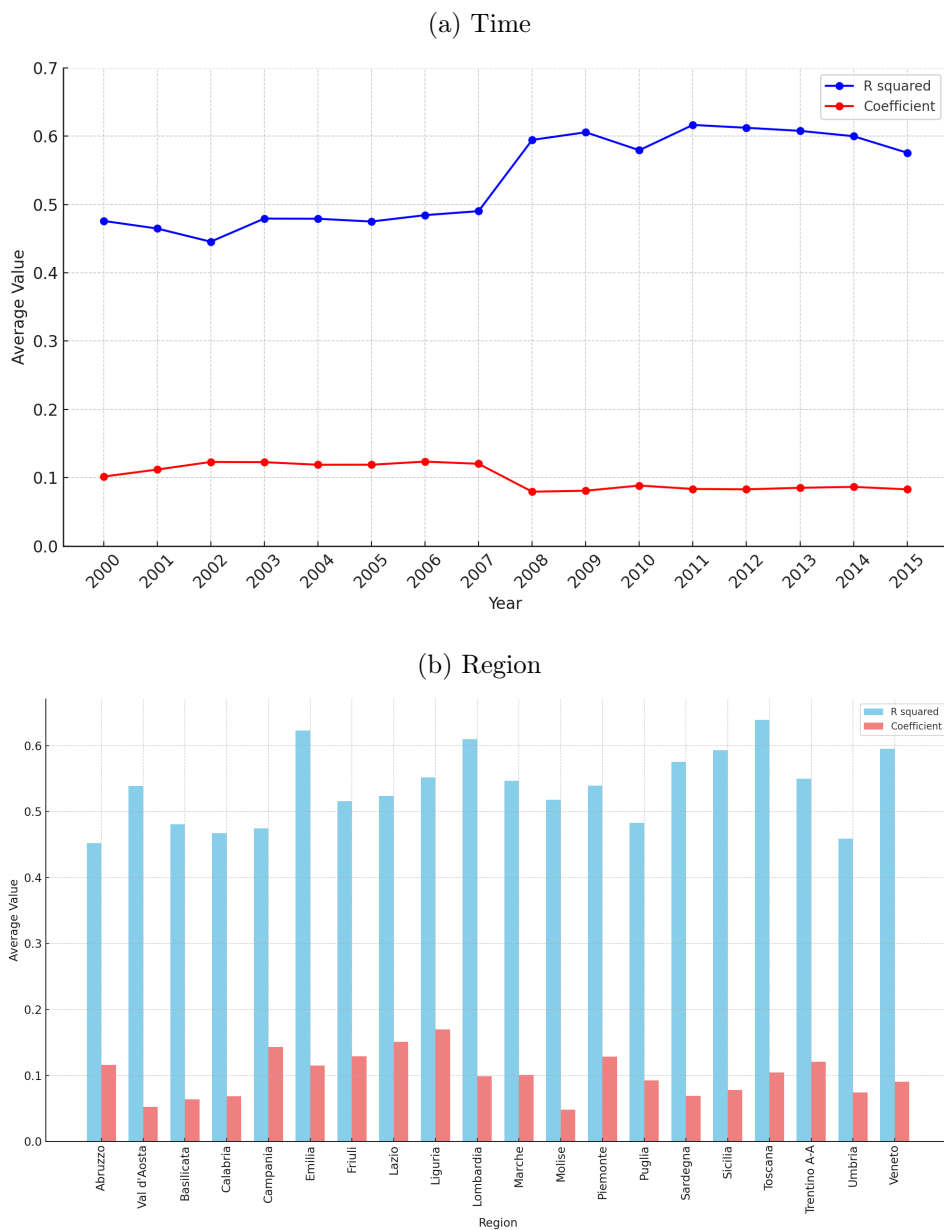 (a) Time
0.7
0.6
0.5
0.4
0.3
0.2
0.1
0.0
Average Value
R squared
Coefficient
2000 2001 2002 2003 2004 2005 2006 2007 2008 2009 2010 2011 2012 2013 2014 2015
Year
(b) Region
0.6
0.5
0.4
0.3
0.2
0.1
0.0
Average Value
R squared
Coefficient
Abruzzo Val d'Aosta Basilicata Calabria Campania Emilia Friuli Lazio Liguria Lombardia Marche Molise Piemonte Puglia Sardegna Sicilia Toscana Trentino A-A Umbria Veneto
Region